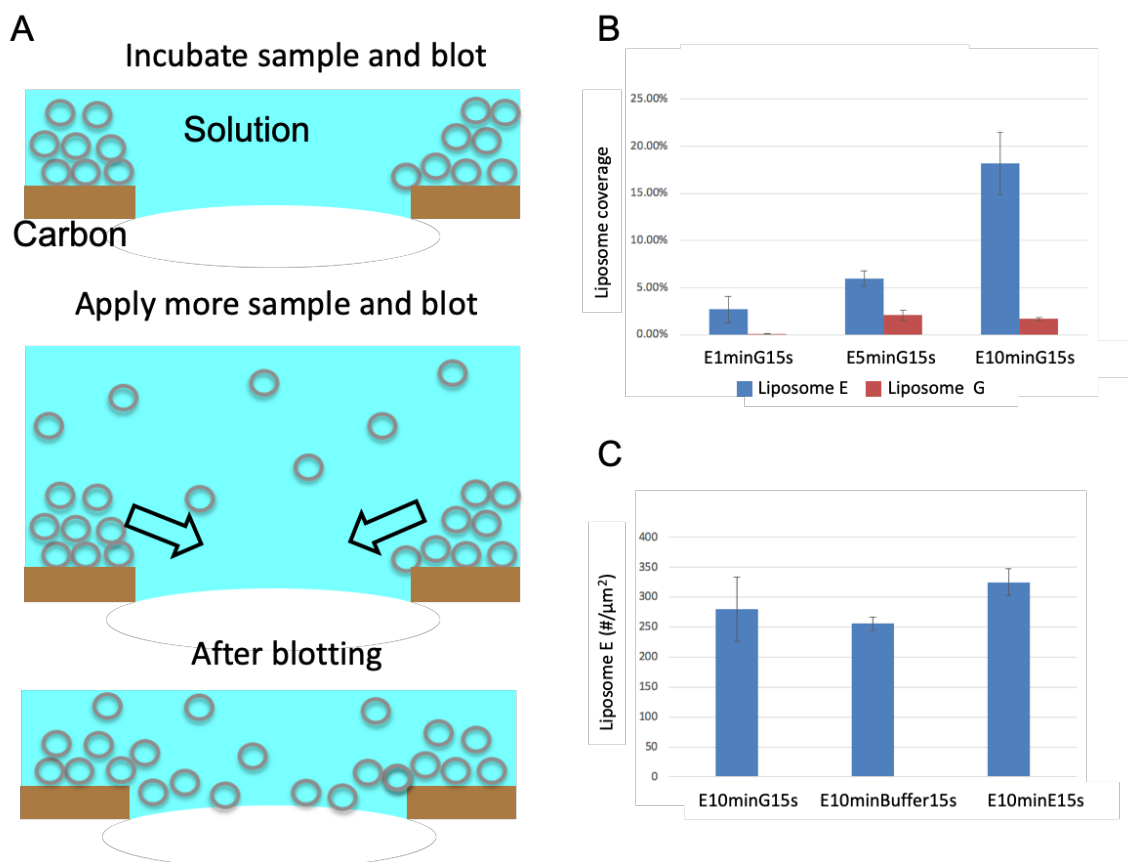 A
Incubate sample and blot
Solution
Carbon
Apply more sample and blot
After blotting
B
Liposome coverage
25.00%
20.00%
15.00%
10.00%
5.00%
0.00%
E1minG15s E5minG15s E10minG15s
Liposome E Liposome G
C
Liposome E (#/μm²)
400
350
300
250
200
150
100
50
0
E10minG15s E10minBuffer15s E10minE15s